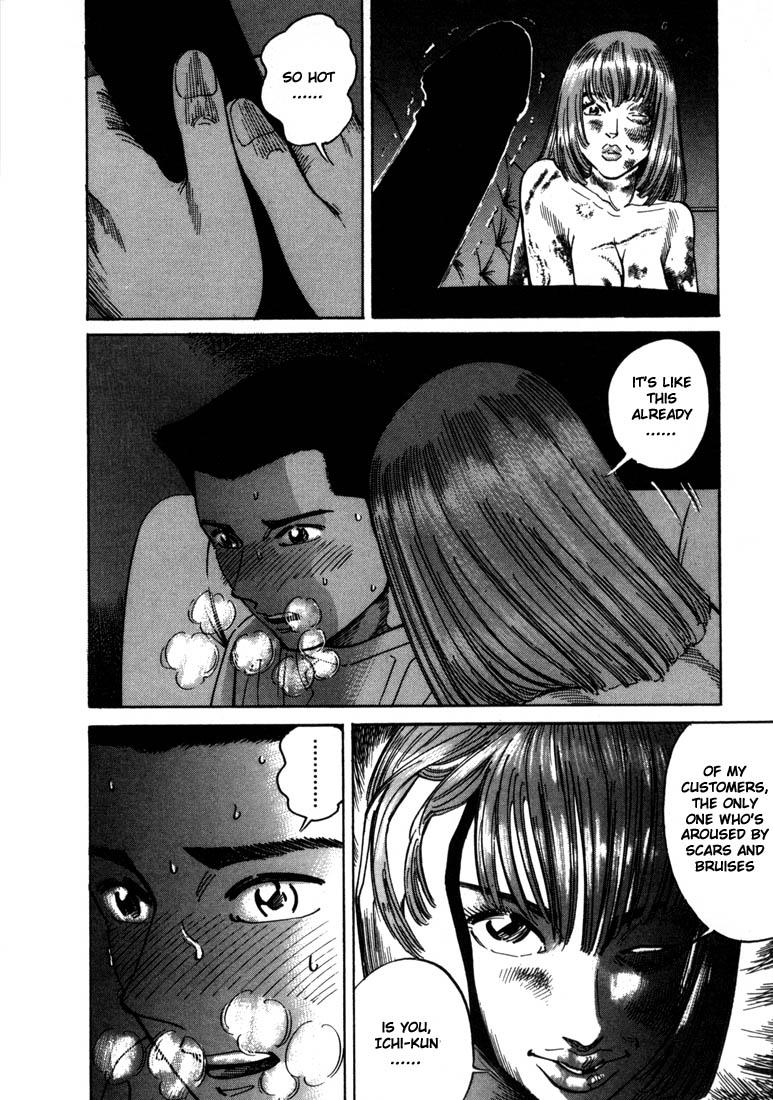 SO HOT
......
IT'S LIKE
THIS
ALREADY
......
OF MY
CUSTOMERS,
THE ONLY
ONE WHO'S
AROUSED BY
SCARS AND
BRUISES
IS YOU,
ICHI-KUN
......
........